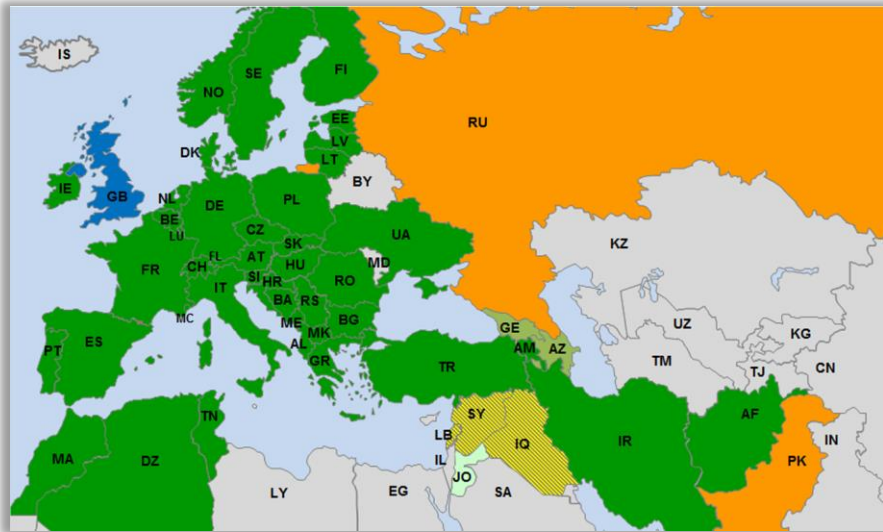 IS
FI
SE
NO
EE
RU
LV
DK
LT
BY
IE
GB
NL
DE
PL
BE
LU
CZ
UA
SK
KZ
FR
CH
FL
AT
HU
MD
SI
HR
RO
IT
BA
RS
MC
ME
BG
GE
UZ
KG
MK
AM
AZ
PT
ES
AL
GR
TR
TM
TJ
CN
TN
SY
AF
LB
IQ
IR
IN
MA
DZ
IL
PK
JO
LY
EG
SA